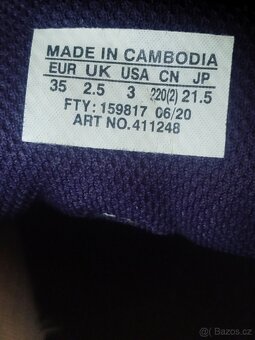 MADE IN CAMBODIA
EUR UK USA CN JP
35 2.5 3 220(2) 21.5
FTY: 159817 06/20
ART NO.411248
Bazoš.cz